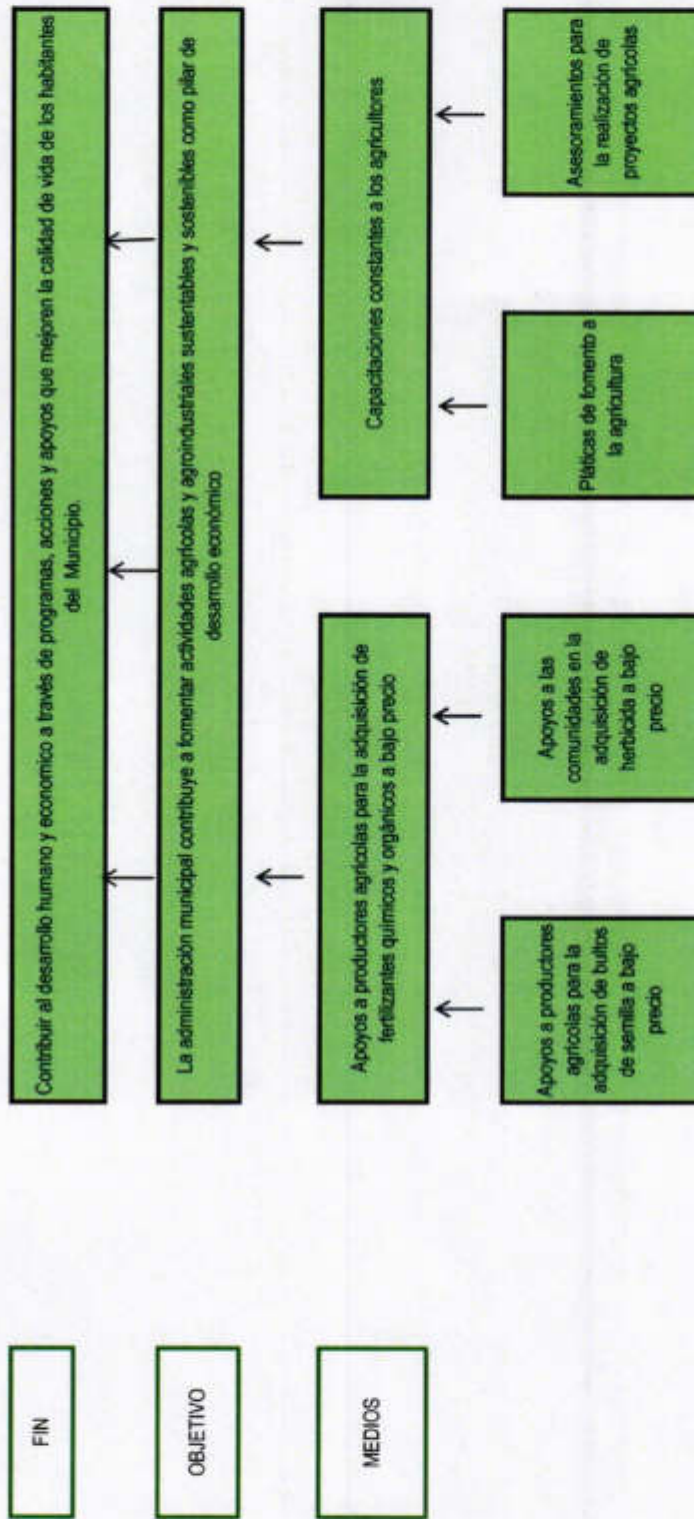 FIN
Contribuir al desarrollo humano y economico a través de programas, acciones y apoyos que mejoren la calidad de vida de los habitantes
del Municipio.
OBJETIVO
La administración municipal contribuye a fomentar actividades agrícolas y agroindustriales sustentables y sostenibles como pilar de
desarrollo económico
MEDIOS
Apoyos a productores agrícolas para la adquisición de
fertilizantes químicos y orgánicos a bajo precio
Capacitaciones constantes a los agricultores
Apoyos a productores
agrícolas para la
adquisición de bultos
de semilla a bajo
precio
Apoyos a las
comunidades en la
adquisición de
herbicida a bajo
precio
Pláticas de fomento a
la agricultura
Asesoramientos para
la realización de
proyectos agrícolas